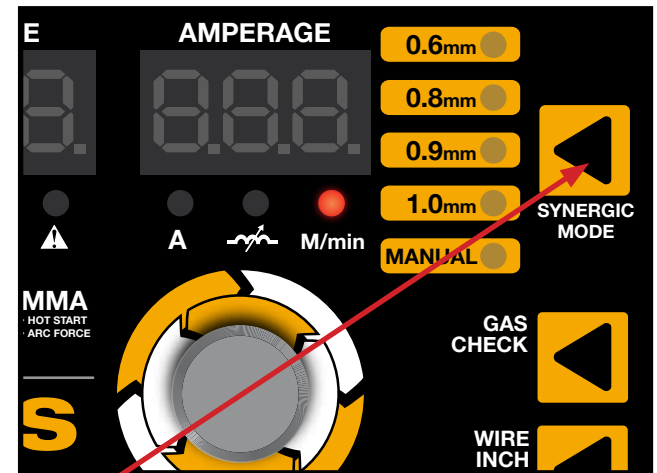 E
AMPERAGE
0.6mm
0.8mm
0.9mm
1.0mm
MANUAL
SYNERGIC
MODE
A
M/min
MMA
HOT START
ARC FORCE
GAS
CHECK
S
WIRE
INCH